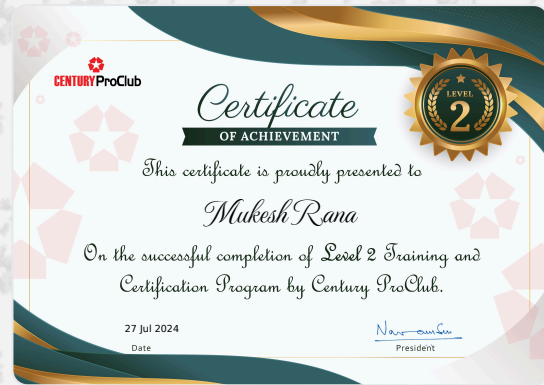 CENTURY ProClub
LEVEL
2
Certificate
OF ACHIEVEMENT
This certificate is proudly presented to
Mukesh Rana
On the successful completion of Level 2 Training and
Certification Program by Century ProClub.
27 Jul 2024
Date
President